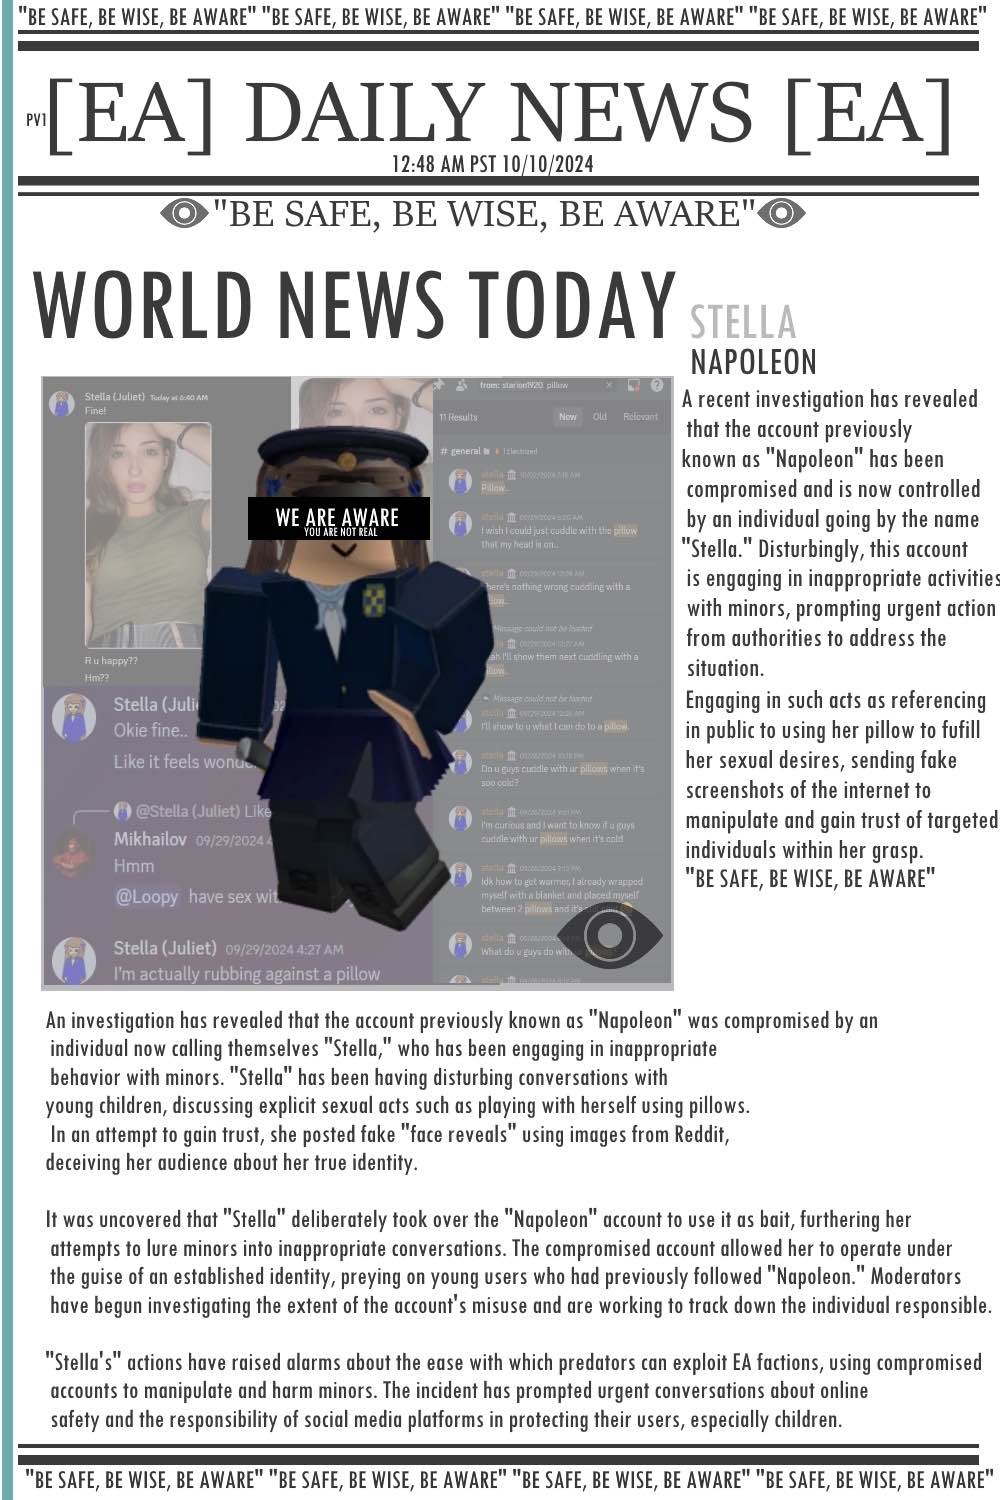 "BE SAFE, BE WISE, BE AWARE" "BE SAFE, BE WISE, BE AWARE" "BE SAFE, BE WISE, BE AWARE" "BE SAFE, BE WISE, BE AWARE"
PV1 [EA] DAILY NEWS [EA]
12:48 AM PST 10/10/2024
"BE SAFE, BE WISE, BE AWARE"
WORLD NEWS TODAY
STELLA
NAPOLEON
A recent investigation has revealed
that the account previously
known as "Napoleon" has been
compromised and is now controlled
by an individual going by the name
"Stella." Disturbingly, this account
is engaging in inappropriate activities
with minors, prompting urgent action
from authorities to address the
situation.
Engaging in such acts as referencing
in public to using her pillow to fufill
her sexual desires, sending fake
screenshots of the internet to
manipulate and gain trust of targeted
individuals within her grasp.
"BE SAFE, BE WISE, BE AWARE"
Stella (Juliet) Today at 6:40 AM
Fine!
R u happy??
Hm??
WE ARE AWARE
YOU ARE NOT REAL
Okie fine..
Like it feels
@Stella (Juliet) Like
Mikhailov 09/29/2024
Hmm
@Loopy have sex
Stella (Juliet) 09/29/2024 4:27 AM
I'm actually rubbing against a pillow
from: starion1920 pillow
11 Results New Old Relevant
# general
stella
Pillow..
stella
I wish I could just cuddle with the pillow
that my head is on..
stella
there's nothing wrong cuddling with a
Message could not be loaded
I'll show them next cuddling with a
Message could not be loaded
stella
I'll show to u what I can do to a pillow.
stella
Do u guys cuddle with ur pillows when it's
soo cold?
stella
I'm curious and I want to know if u guys
cuddle with ur pillows when it's cold
stella
Idk how to get warmer, I already wrapped
myself with a blanket and placed myself
between 2 pillows and it's
stella
What do u guys do with
An investigation has revealed that the account previously known as "Napoleon" was compromised by an
individual now calling themselves "Stella," who has been engaging in inappropriate
behavior with minors. "Stella" has been having disturbing conversations with
young children, discussing explicit sexual acts such as playing with herself using pillows.
In an attempt to gain trust, she posted fake "face reveals" using images from Reddit,
deceiving her audience about her true identity.
It was uncovered that "Stella" deliberately took over the "Napoleon" account to use it as bait, furthering her
attempts to lure minors into inappropriate conversations. The compromised account allowed her to operate under
the guise of an established identity, preying on young users who had previously followed "Napoleon." Moderators
have begun investigating the extent of the account's misuse and are working to track down the individual responsible.
"Stella's" actions have raised alarms about the ease with which predators can exploit EA factions, using compromised
accounts to manipulate and harm minors. The incident has prompted urgent conversations about online
safety and the responsibility of social media platforms in protecting their users, especially children.
"BE SAFE, BE WISE, BE AWARE" "BE SAFE, BE WISE, BE AWARE" "BE SAFE, BE WISE, BE AWARE" "BE SAFE, BE WISE, BE AWARE"